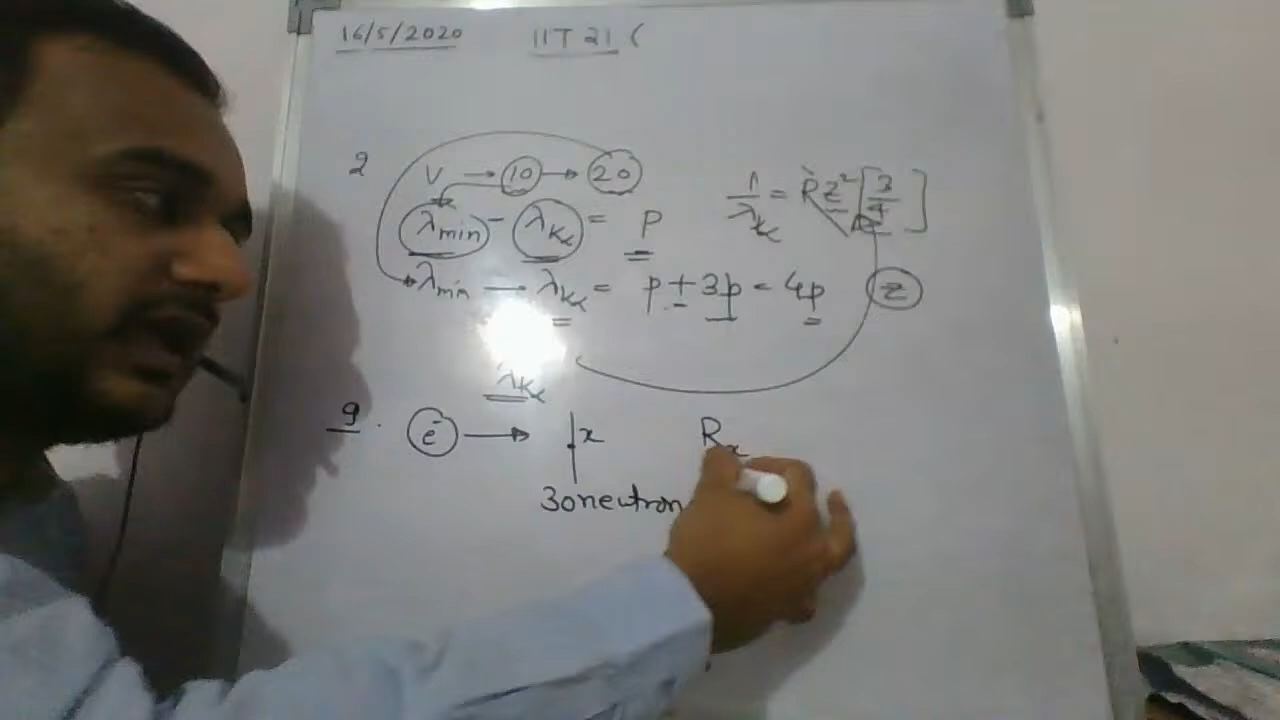 16/5/2020 IIT 21 (
2 V → 10 → 20
λmin - λKα = P
1/λKα = R z² [3/4]
λmin - λKα = p + 3p = 4p z
λKα
9. e⁻ → x Rx
30 neutron